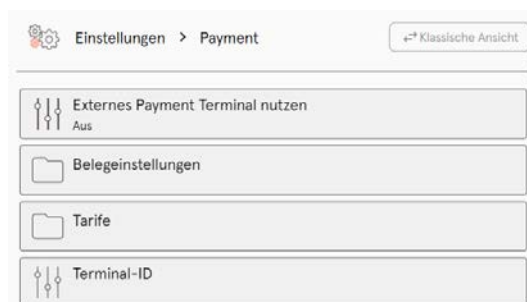 Einstellungen > Payment
Klassische Ansicht
Externes Payment Terminal nutzen
Aus
Belegeinstellungen
Tarife
Terminal-ID